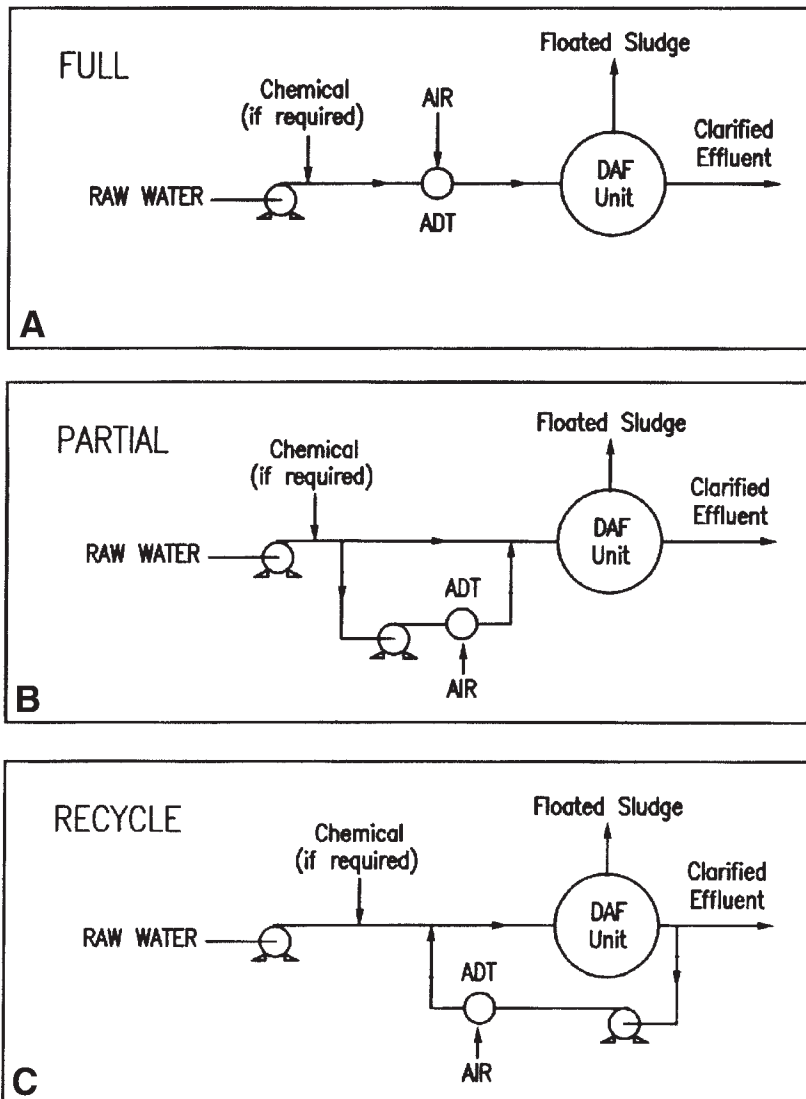 FULL
Floated Sludge
Chemical
(if required)
AIR
Clarified
Effluent
RAW WATER
DAF
Unit
ADT
A
PARTIAL
Floated Sludge
Chemical
(if required)
Clarified
Effluent
RAW WATER
DAF
Unit
ADT
AIR
B
RECYCLE
Floated Sludge
Chemical
(if required)
Clarified
Effluent
RAW WATER
DAF
Unit
ADT
AIR
C